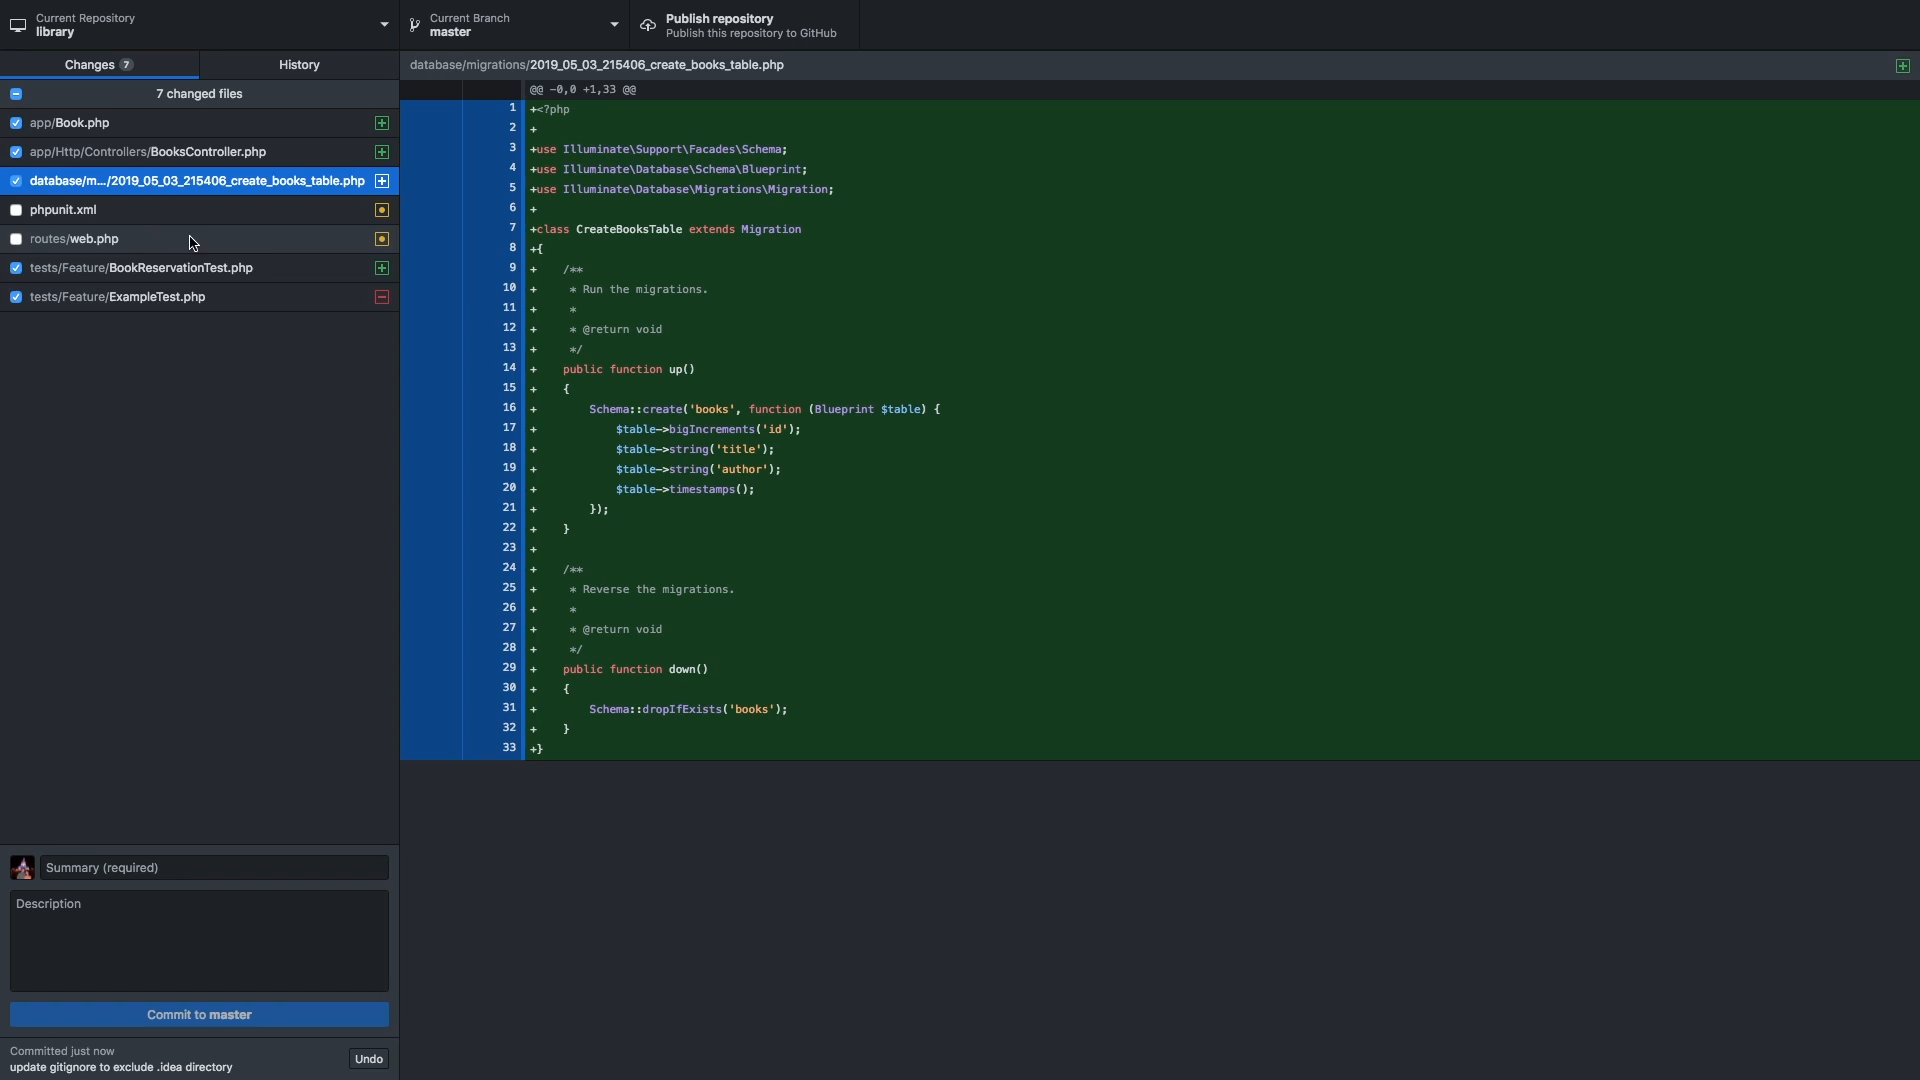 Current Repository
library
Current Branch
master
Publish repository
Publish this repository to GitHub
Changes 7
History
7 changed files
app/Book.php
app/Http/Controllers/BooksController.php
database/m.../2019_05_03_215406_create_books_table.php
phpunit.xml
routes/web.php
tests/Feature/BookReservationTest.php
tests/Feature/ExampleTest.php
Summary (required)
Description
Commit to master
Committed just now
update gitignore to exclude .idea directory
Undo
database/migrations/2019_05_03_215406_create_books_table.php
@@ -0,0 +1,33 @@
1 +<?php
2 +
3 +use Illuminate\Support\Facades\Schema;
4 +use Illuminate\Database\Schema\Blueprint;
5 +use Illuminate\Database\Migrations\Migration;
6 +
7 +class CreateBooksTable extends Migration
8 +{
9 +    /**
10 +     * Run the migrations.
11 +     *
12 +     * @return void
13 +     */
14 +    public function up()
15 +    {
16 +        Schema::create('books', function (Blueprint $table) {
17 +            $table->bigIncrements('id');
18 +            $table->string('title');
19 +            $table->string('author');
20 +            $table->timestamps();
21 +        });
22 +    }
23 +
24 +    /**
25 +     * Reverse the migrations.
26 +     *
27 +     * @return void
28 +     */
29 +    public function down()
30 +    {
31 +        Schema::dropIfExists('books');
32 +    }
33 +}